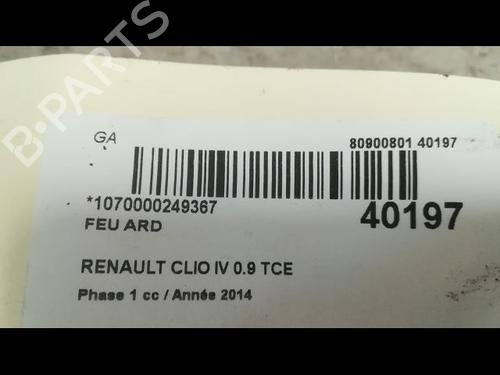 GA
80900801 40197
*1070000249367
40197
FEU ARD
RENAULT CLIO IV 0.9 TCE
Phase 1 cc / Année 2014
B-PARTS